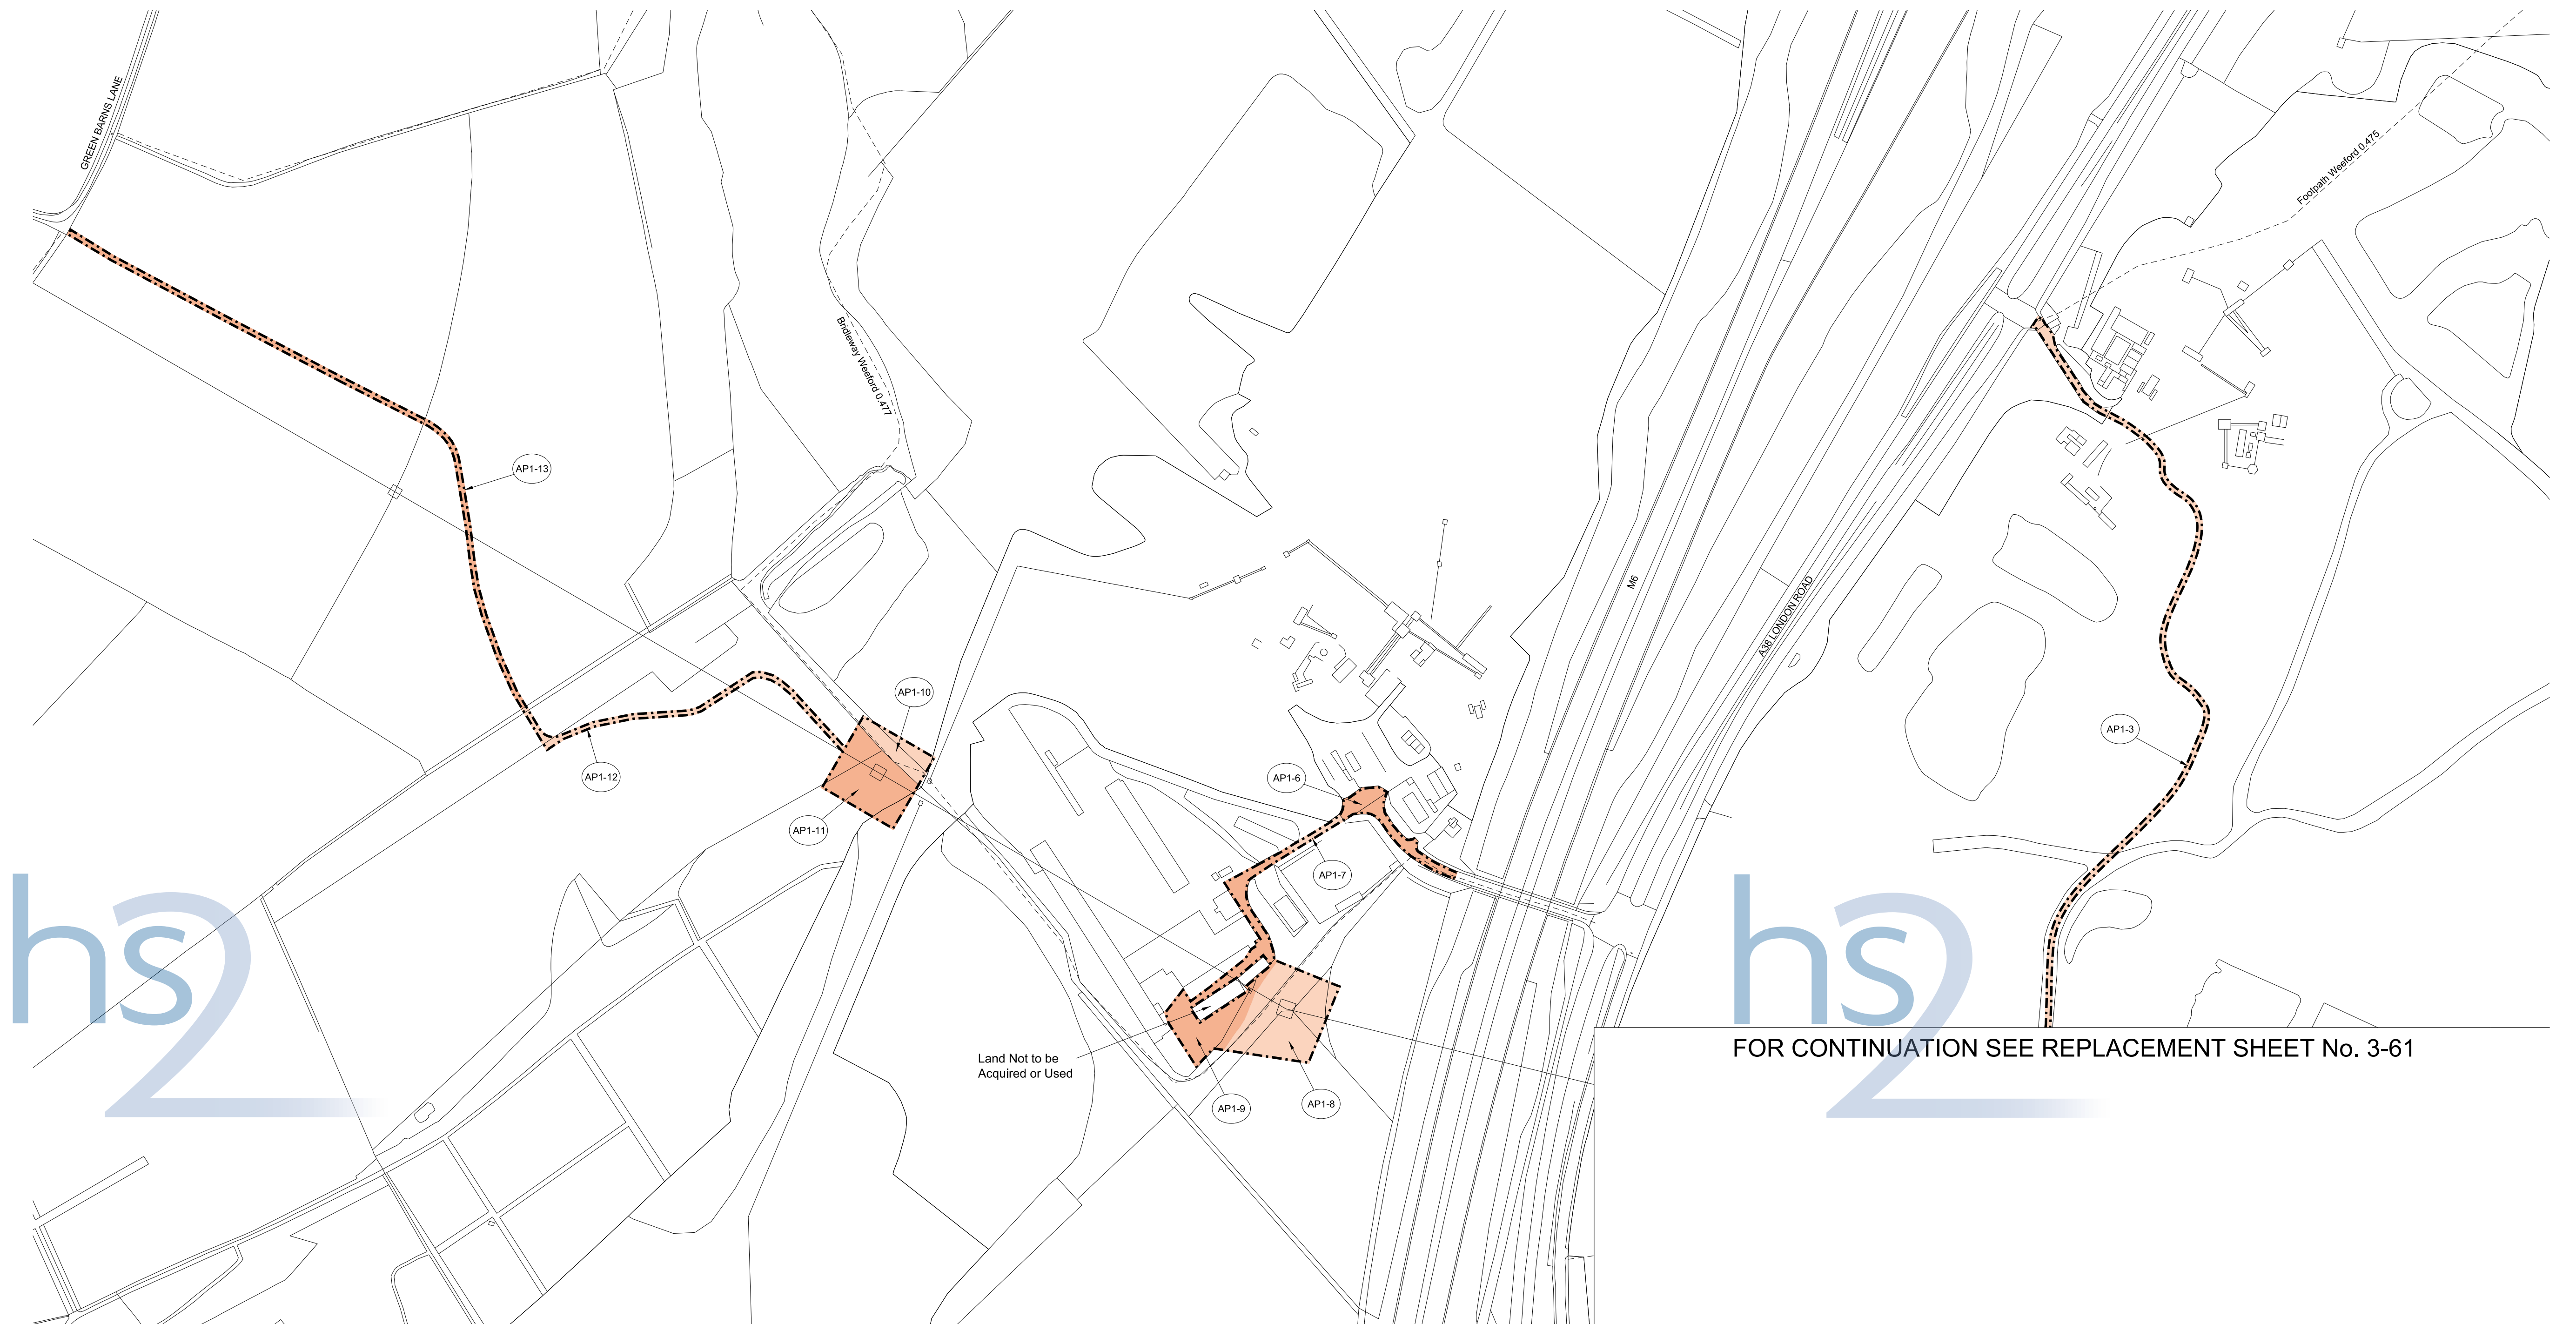 GREEN BARNS LANE
Footpath Weeford 0.475
Bridleway Weeford 0.477
AP1-13
M6
A38 LONDON ROAD
AP1-10
AP1-3
AP1-12
AP1-6
AP1-11
AP1-7
hs2
hs2
FOR CONTINUATION SEE REPLACEMENT SHEET No. 3-61
Land Not to be
Acquired or Used
AP1-9
AP1-8